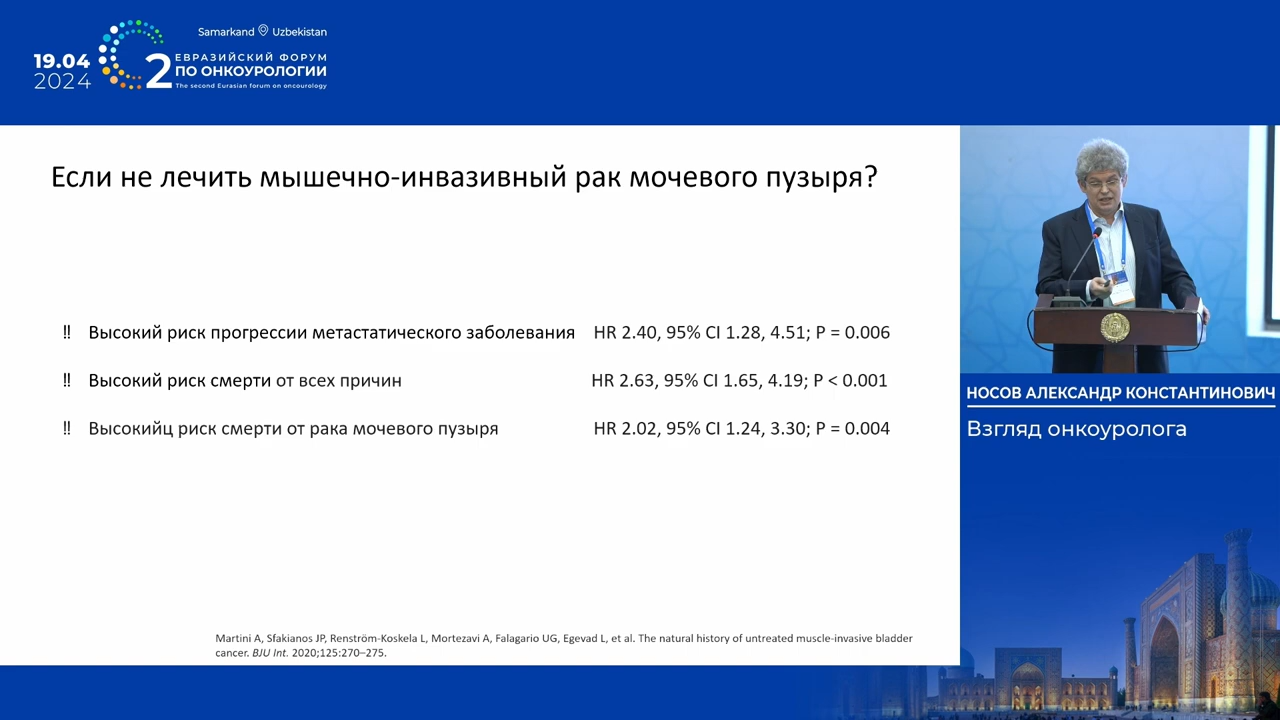 Samarkand Uzbekistan
19.04
2024
2
ЕВРАЗИЙСКИЙ ФОРУМ
ПО ОНКОУРОЛОГИИ
The second Eurasian forum on oncourology
Если не лечить мышечно-инвазивный рак мочевого пузыря?
‼ Высокий риск прогрессии метастатического заболевания HR 2.40, 95% CI 1.28, 4.51; P = 0.006
‼ Высокий риск смерти от всех причин HR 2.63, 95% CI 1.65, 4.19; P < 0.001
‼ Высокийц риск смерти от рака мочевого пузыря HR 2.02, 95% CI 1.24, 3.30; P = 0.004
Martini A, Sfakianos JP, Renström-Koskela L, Mortezavi A, Falagario UG, Egevad L, et al. The natural history of untreated muscle-invasive bladder
cancer. BJU Int. 2020;125:270–275.
НОСОВ АЛЕКСАНДР КОНСТАНТИНОВИЧ
Взгляд онкоуролога